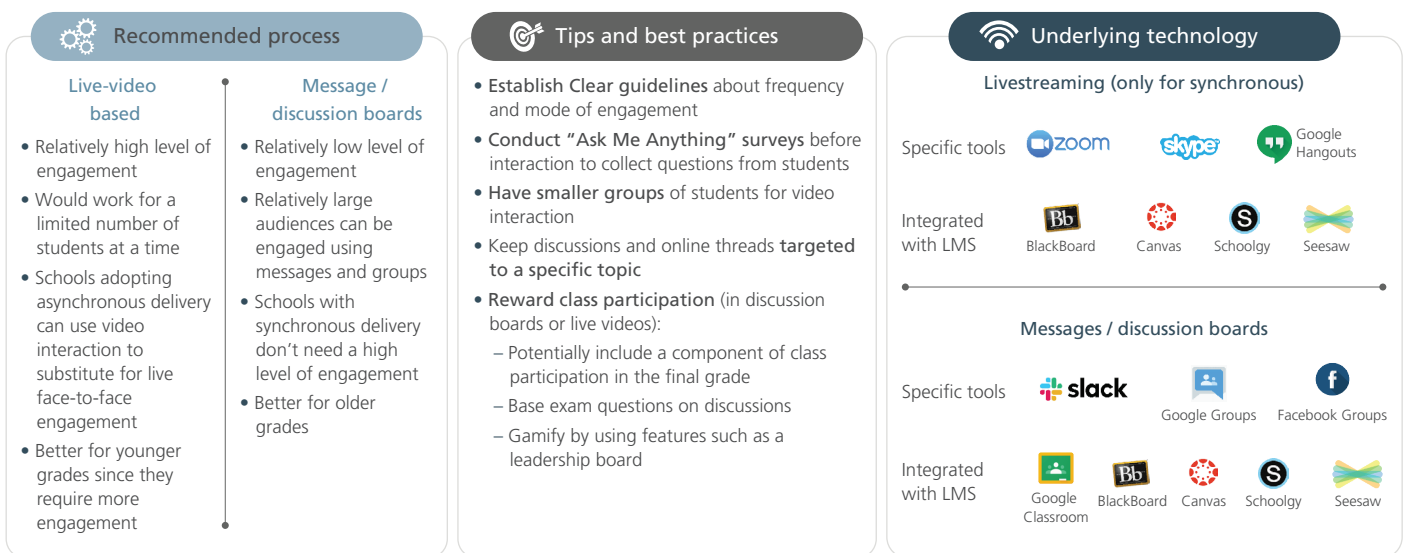 Recommended process
Live-video
based
• Relatively high level of
engagement
• Would work for a
limited number of
students at a time
• Schools adopting
asynchronous delivery
can use video
interaction to
substitute for live
face-to-face
engagement
• Better for younger
grades since they
require more
engagement
Message /
discussion boards
• Relatively low level of
engagement
• Relatively large
audiences can be
engaged using
messages and groups
• Schools with
synchronous delivery
don't need a high
level of engagement
• Better for older
grades
Tips and best practices
• Establish Clear guidelines about frequency
and mode of engagement
• Conduct “Ask Me Anything” surveys before
interaction to collect questions from students
• Have smaller groups of students for video
interaction
• Keep discussions and online threads targeted
to a specific topic
• Reward class participation (in discussion
boards or live videos):
– Potentially include a component of class
participation in the final grade
– Base exam questions on discussions
– Gamify by using features such as a
leadership board
Underlying technology
Livestreaming (only for synchronous)
Specific tools
zoom
skype
Google
Hangouts
Integrated
with LMS
Bb
BlackBoard
Canvas
S
Schoolgy
Seesaw
Messages / discussion boards
Specific tools
slack
Google Groups
f
Facebook Groups
Integrated
with LMS
Google
Classroom
Bb
BlackBoard
Canvas
S
Schoolgy
Seesaw